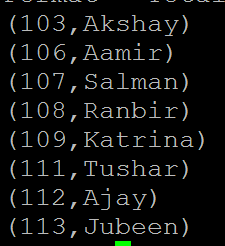 (103,Akshay)
(106,Aamir)
(107,Salman)
(108,Ranbir)
(109,Katrina)
(111,Tushar)
(112,Ajay)
(113,Jubeen)